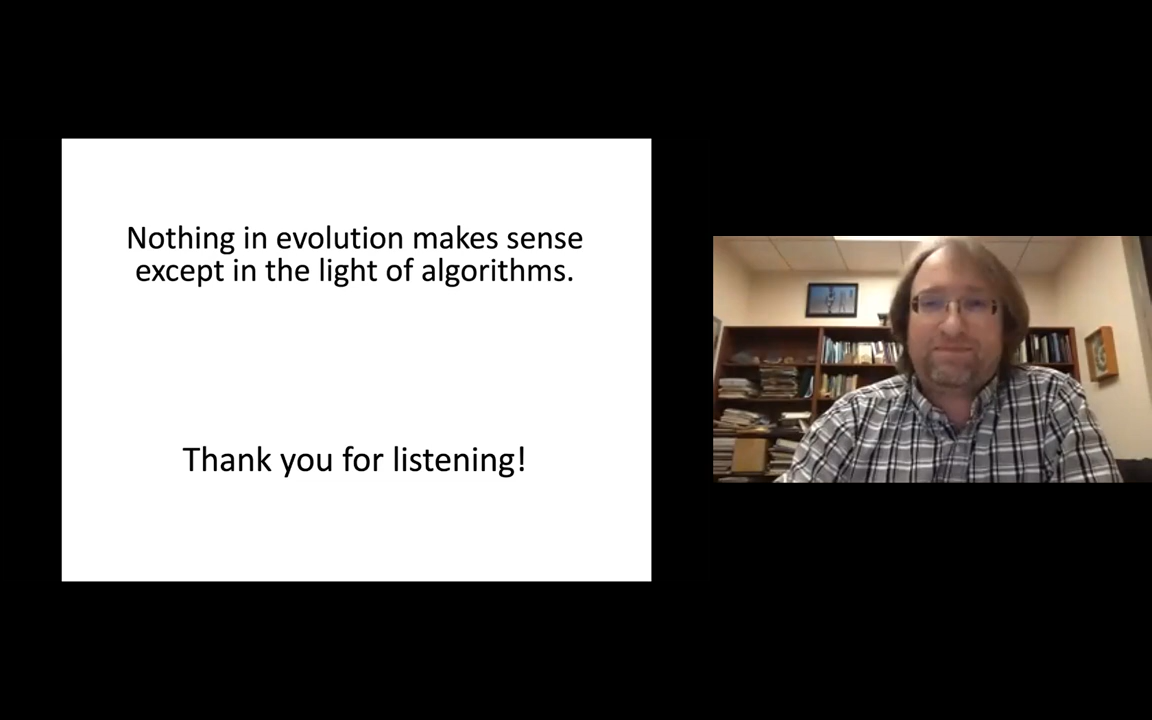 Nothing in evolution makes sense
except in the light of algorithms.
Thank you for listening!